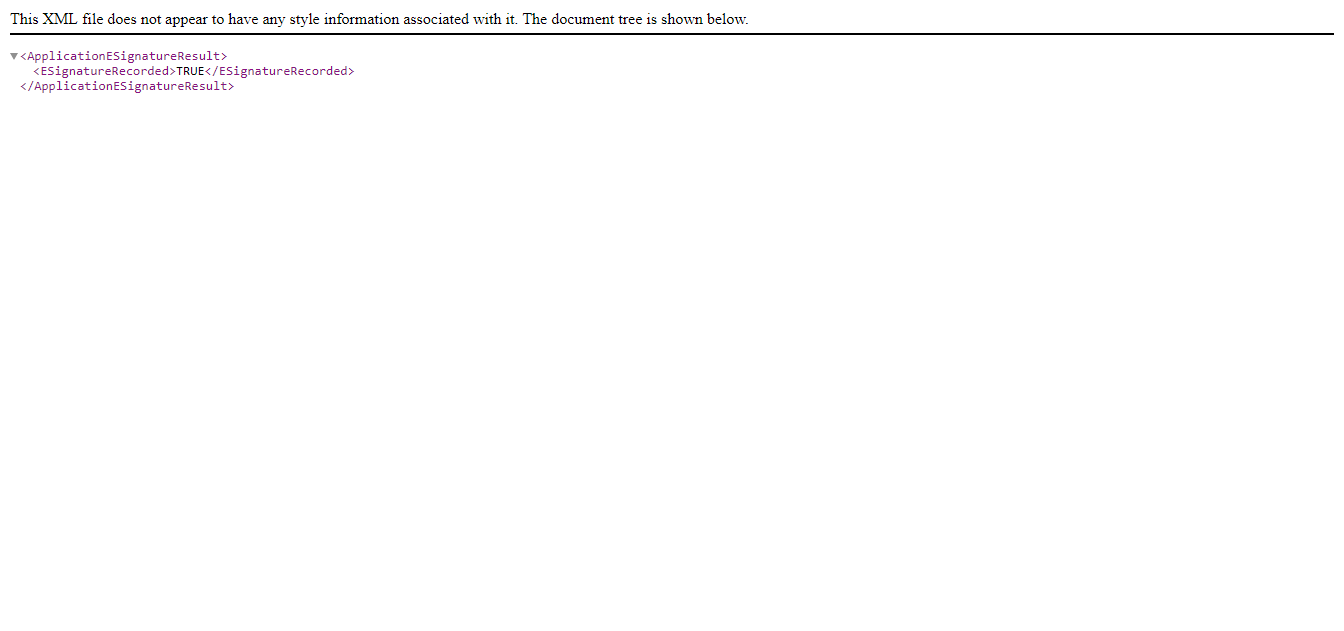 This XML file does not appear to have any style information associated with it. The document tree is shown below.
▼<ApplicationESignatureResult>
<ESignatureRecorded>TRUE</ESignatureRecorded>
</ApplicationESignatureResult>